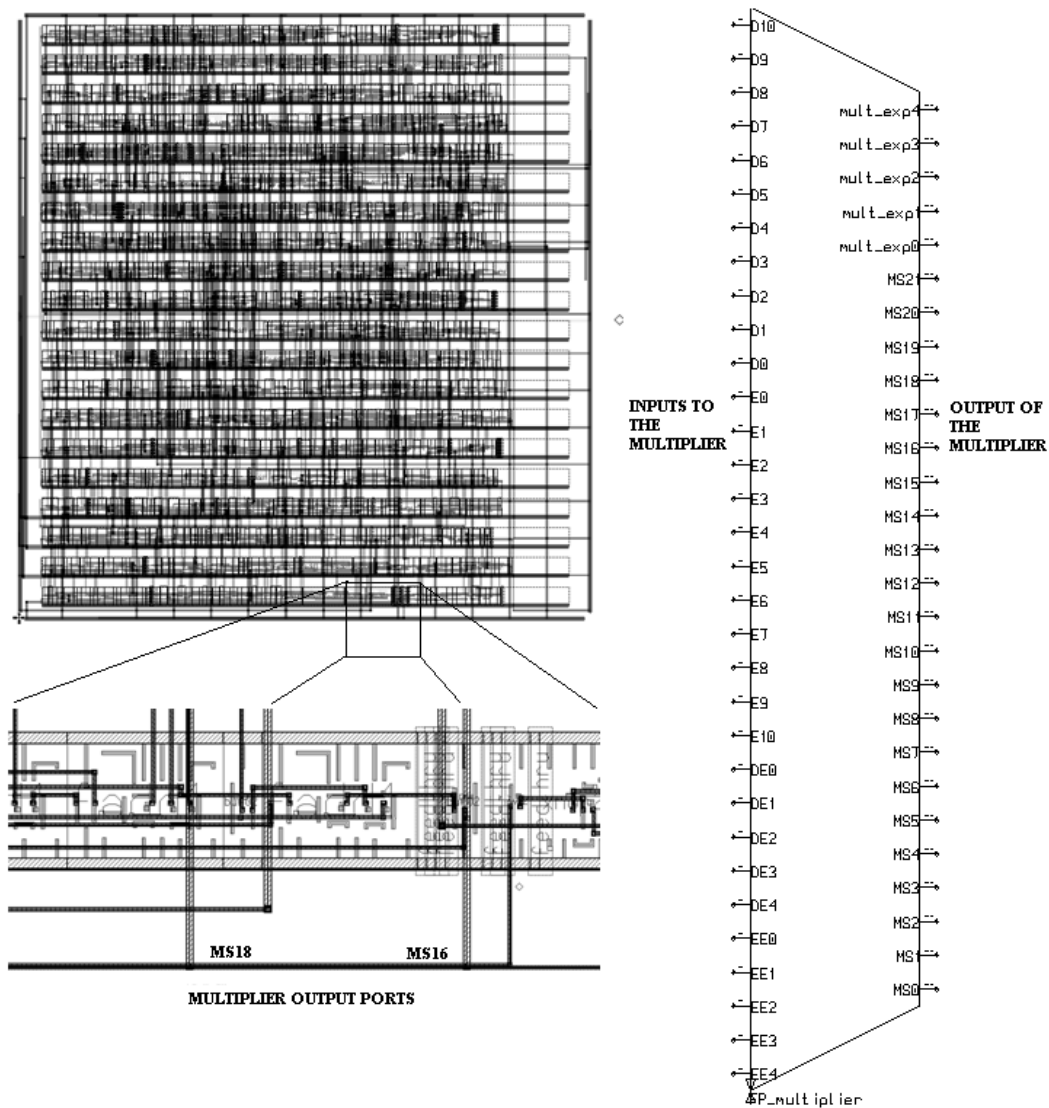 D10
D9
D8
D7
D6
D5
D4
D3
D2
D1
D0
E0
E1
E2
E3
E4
E5
E6
E7
E8
E9
E10
DE0
DE1
DE2
DE3
DE4
EE0
EE1
EE2
EE3
EE4
INPUTS TO
THE
MULTIPLIER
mult_exp4
mult_exp3
mult_exp2
mult_exp1
mult_exp0
MS21
MS20
MS19
MS18
MS17
MS16
MS15
MS14
MS13
MS12
MS11
MS10
MS9
MS8
MS7
MS6
MS5
MS4
MS3
MS2
MS1
MS0
OUTPUT OF
THE
MULTIPLIER
FP_multiplier
MS18
MS16
MULTIPLIER OUTPUT PORTS